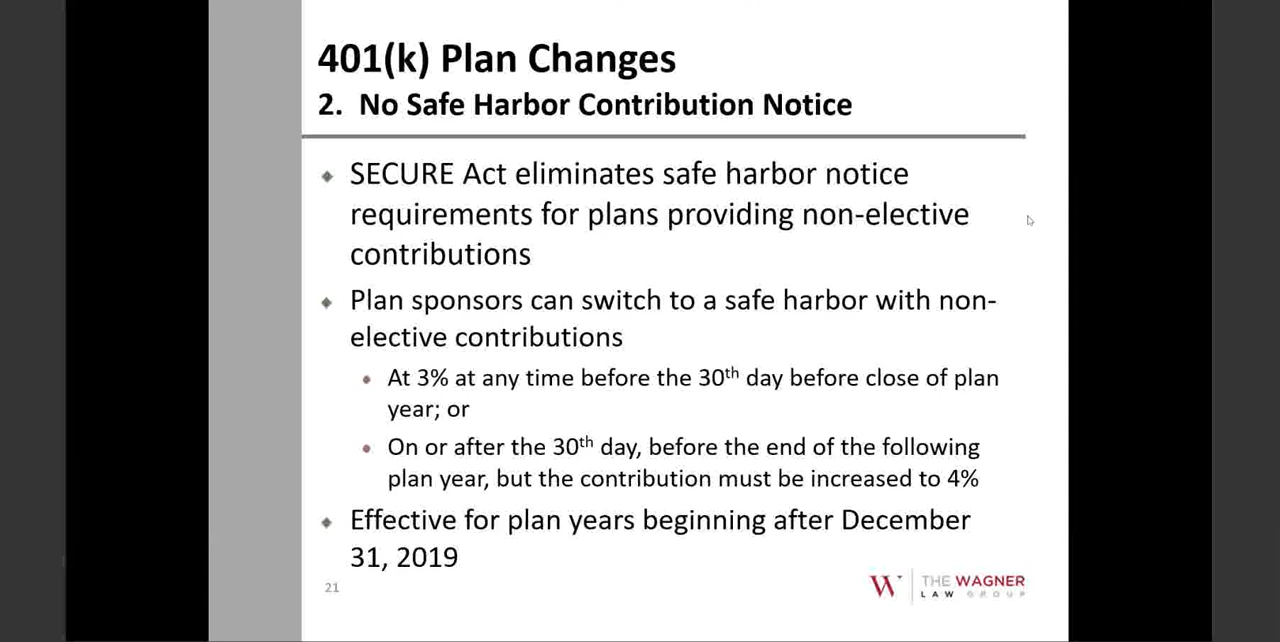 401(k) Plan Changes
2. No Safe Harbor Contribution Notice
SECURE Act eliminates safe harbor notice
requirements for plans providing non-elective
contributions
Plan sponsors can switch to a safe harbor with non-
elective contributions
At 3% at any time before the 30th day before close of plan
year; or
On or after the 30th day, before the end of the following
plan year, but the contribution must be increased to 4%
Effective for plan years beginning after December
31, 2019
21
THE WAGNER
LAW GROUP